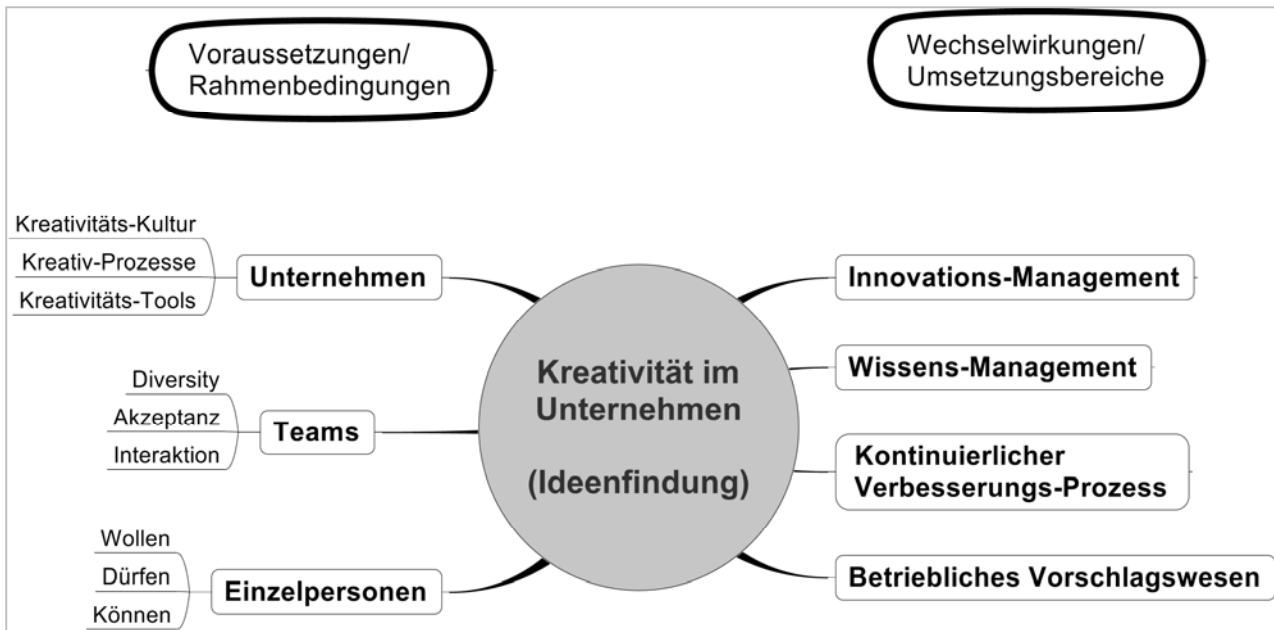 Voraussetzungen/
Rahmenbedingungen
Wechselwirkungen/
Umsetzungsbereiche
Kreativitäts-Kultur
Kreativ-Prozesse
Kreativitäts-Tools
Unternehmen
Diversity
Akzeptanz
Interaktion
Teams
Wollen
Dürfen
Können
Einzelpersonen
Kreativität im
Unternehmen
(Ideenfindung)
Innovations-Management
Wissens-Management
Kontinuierlicher
Verbesserungs-Prozess
Betriebliches Vorschlagswesen